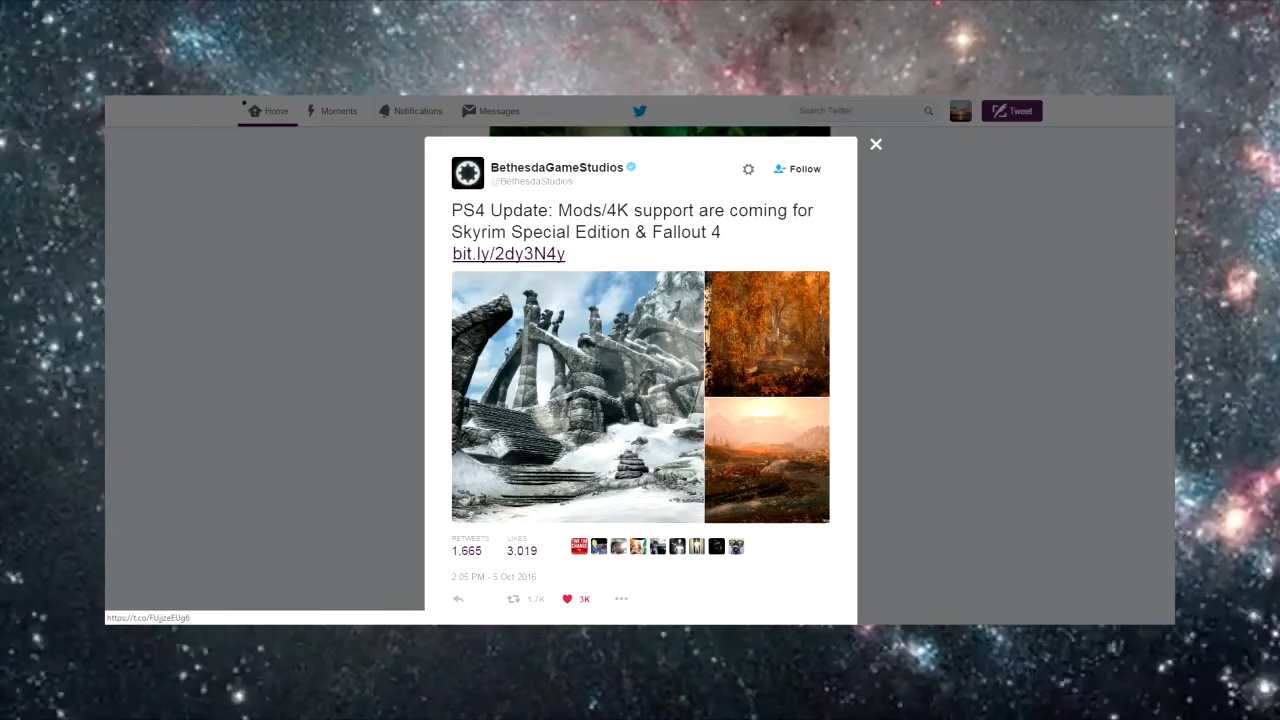 Home
Moments
Notifications
Messages
Search Twitter
Tweet
BethesdaGameStudios
@BethesdaStudios
Follow
PS4 Update: Mods/4K support are coming for
Skyrim Special Edition & Fallout 4
bit.ly/2dy3N4y
RETWEETS
LIKES
1,665
3,019
2:05 PM - 5 Oct 2016
1.7K
3K
https://t.co/FUjjzeEUg6